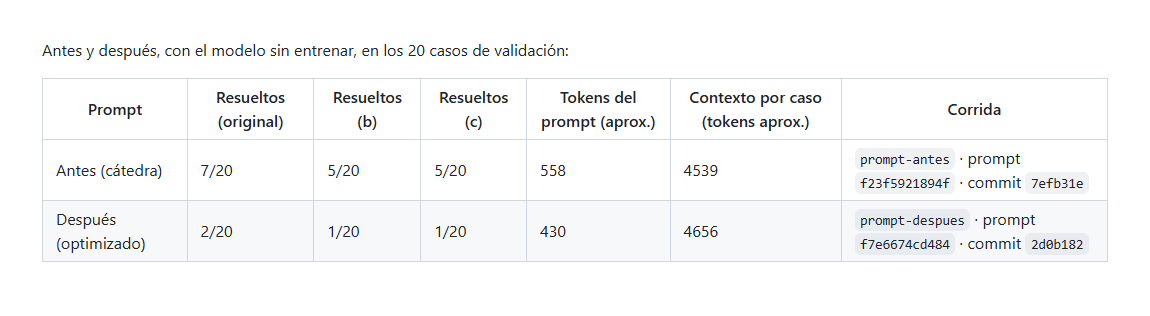 Antes y después, con el modelo sin entrenar, en los 20 casos de validación:
Prompt
Resueltos
(original)
Resueltos
(b)
Resueltos
(c)
Tokens del
prompt (aprox.)
Contexto por caso
(tokens aprox.)
Corrida
Antes (cátedra)
7/20
5/20
5/20
558
4539
prompt-antes · prompt
f23f5921894f · commit 7efb31e
Después
(optimizado)
2/20
1/20
1/20
430
4656
prompt-despues · prompt
f7e6674cd484 · commit 2d0b182